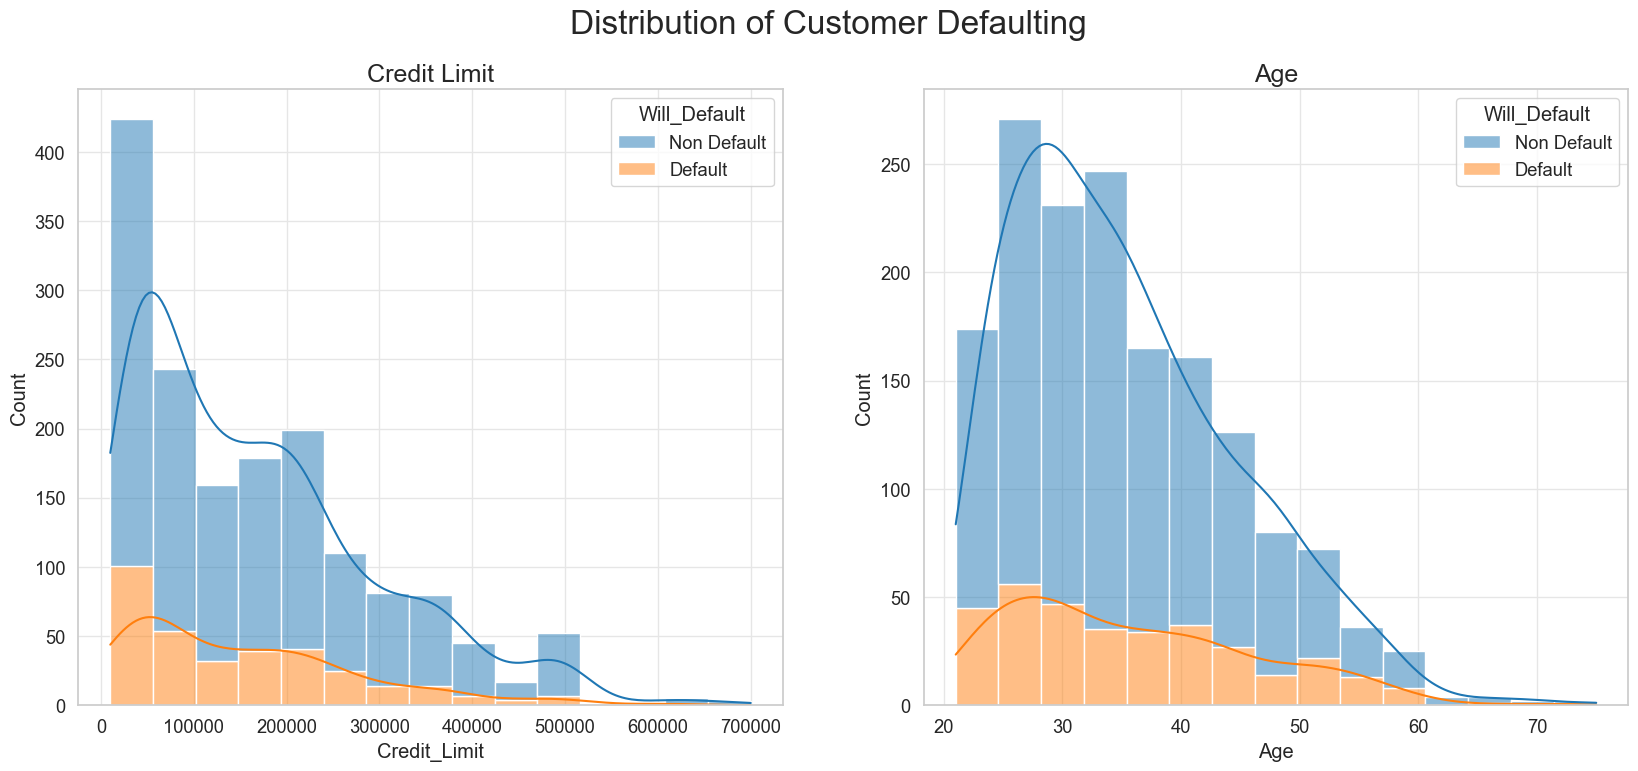 Distribution of Customer Defaulting
Credit Limit
Will_Default
Non Default
Default
400
350
300
250
200
150
100
50
0
Count
0 100000 200000 300000 400000 500000 600000 700000
Credit_Limit
Age
Will_Default
Non Default
Default
250
200
150
100
50
0
Count
20 30 40 50 60 70
Age